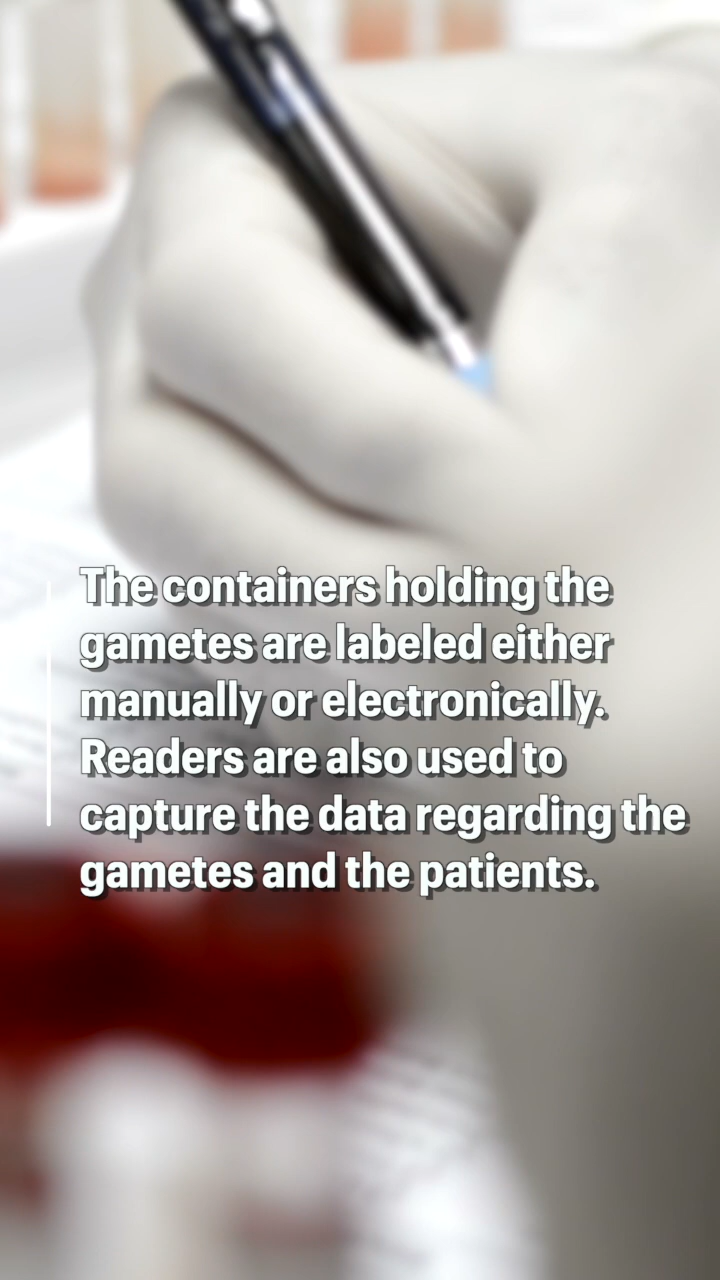 The containers holding the
gametes are labeled either
manually or electronically.
Readers are also used to
capture the data regarding the
gametes and the patients.